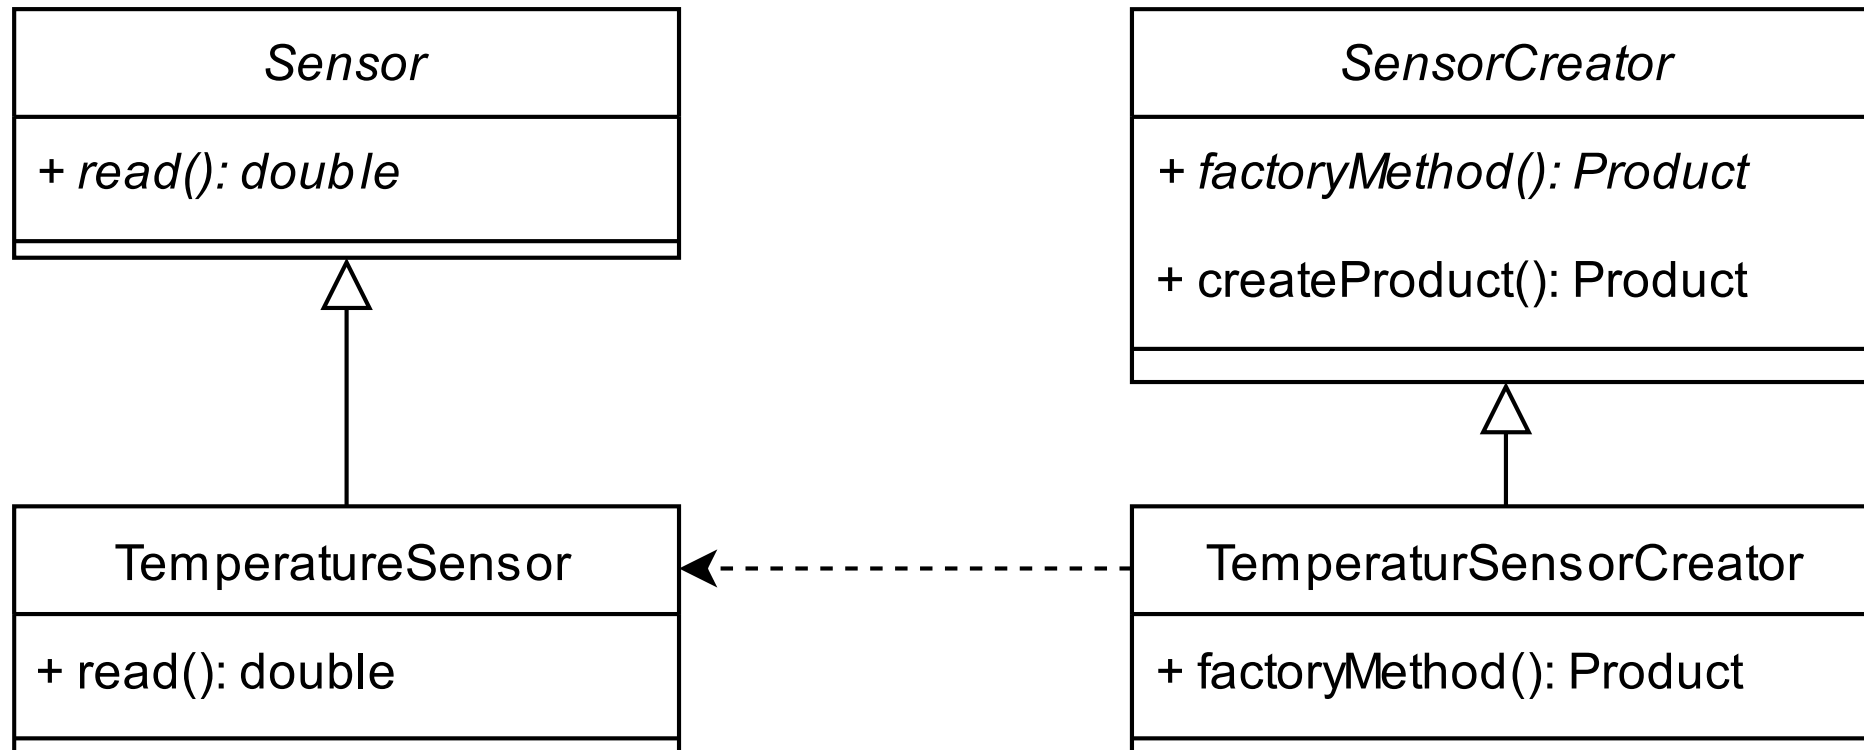 Sensor
+ read(): double
SensorCreator
+ factoryMethod(): Product
+ createProduct(): Product
TemperatureSensor
+ read(): double
TemperaturSensorCreator
+ factoryMethod(): Product